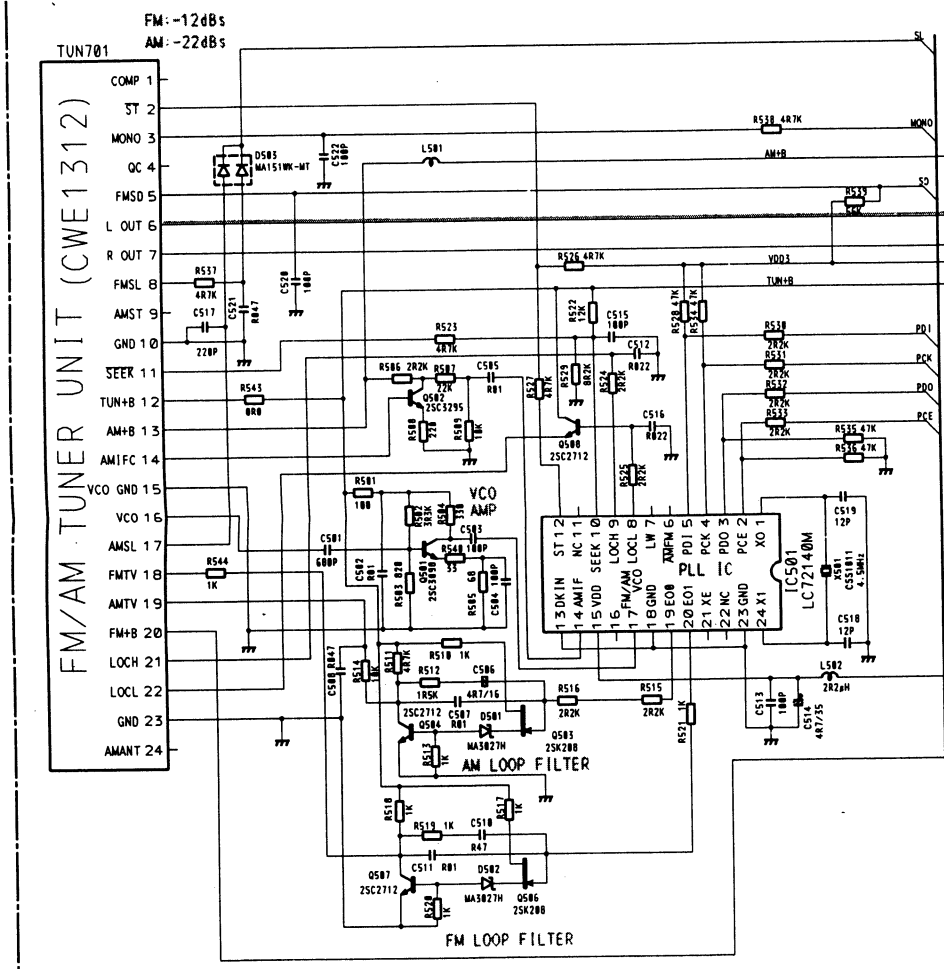 FM:-12dBs
AM:-22dBs
TUN701
FM/AM TUNER UNIT (CWE1312)
COMP 1
ST 2
MONO 3
QC 4
FMSD 5
L OUT 6
R OUT 7
FMSL 8
AMST 9
GND 10
SEEK 11
TUN+B 12
AM+B 13
AMIFC 14
VCO GND 15
VCO 16
AMSL 17
FMTV 18
AMTV 19
FM+B 20
LOCH 21
LOCL 22
GND 23
AMANT 24
D503
MA151WK-MT
C522
100P
L501
R538 4R7K
SL
MONO
AM+B
SD
R539
C520
100P
R537
4R7K
C521
R047
C517
220P
R526 4R7K
VDD3
TUN+B
R522
12K
C515
100P
R528 47K
R534 47K
R523
4R7K
C512
R022
R530
2R2K
PDI
R531
2R2K
PCK
R532
2R2K
PDO
R533
2R2K
PCE
R535 47K
R536 47K
R506 2R2K
R507
22K
C505
R01
R527
4R7K
R529
8R2K
R524
2R2K
R543
0R0
Q502
2SC3295
R508
220
R509
10K
Q508
2SC2712
C516
R022
R525
2R2K
R501
100
R502
3R3K
R504
330
VCO
AMP
C503
100P
C501
680P
C502
R01
R503 820
Q501
2SC3098
R540
33
R505 68
C504
100P
ST 12
NC 11
SEEK 10
LOCH 9
LOCL 8
LW 7
AMFM 6
PDI 5
PCK 4
PDO 3
PCE 2
XO 1
PLL IC
IC501
LC72140M
13 DKIN
14 AMIF
15 VDD
16
17 FM/AM VCO
18 GND
19 EO0
20 EO1
21 XE
22 NC
23 GND
24 X1
C519
12P
X501
CSS1011
4.5MHz
C518
12P
R544
1K
C508 R047
R514
10K
R511
4R7K
R510 1K
R512
1R5K
C506
4R7/16
2SC2712
Q504
C507
R01
D501
MA3027H
R513
1K
Q503
2SK208
R516
2R2K
R515
2R2K
R521 1K
L502
2R2µH
C513
100P
C514
4R7/35
AM LOOP FILTER
R518
1K
R517
1K
R519 1K
C510
R47
C511 R01
Q507
2SC2712
D502
MA3027H
R520
1K
Q506
2SK208
FM LOOP FILTER